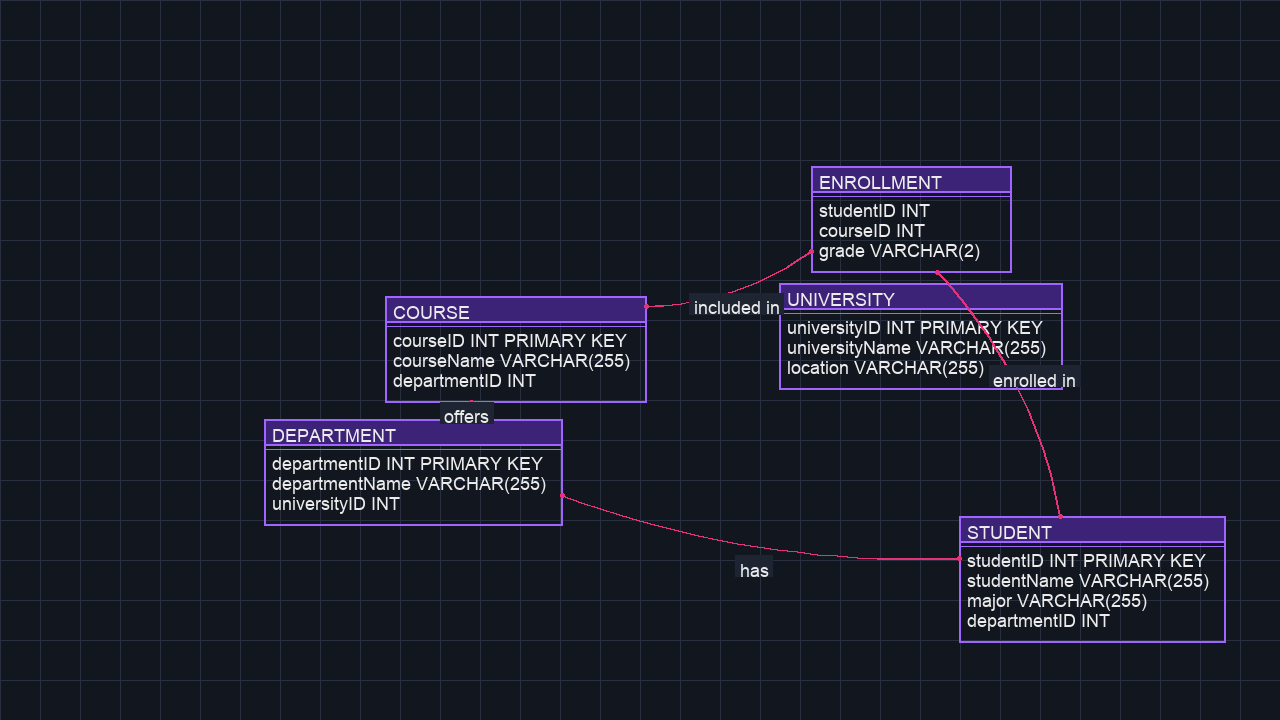 ENROLLMENT
studentID INT
courseID INT
grade VARCHAR(2)
included in
UNIVERSITY
universityID INT PRIMARY KEY
universityName VARCHAR(255)
location VARCHAR(255)
enrolled in
COURSE
courseID INT PRIMARY KEY
courseName VARCHAR(255)
departmentID INT
offers
DEPARTMENT
departmentID INT PRIMARY KEY
departmentName VARCHAR(255)
universityID INT
has
STUDENT
studentID INT PRIMARY KEY
studentName VARCHAR(255)
major VARCHAR(255)
departmentID INT